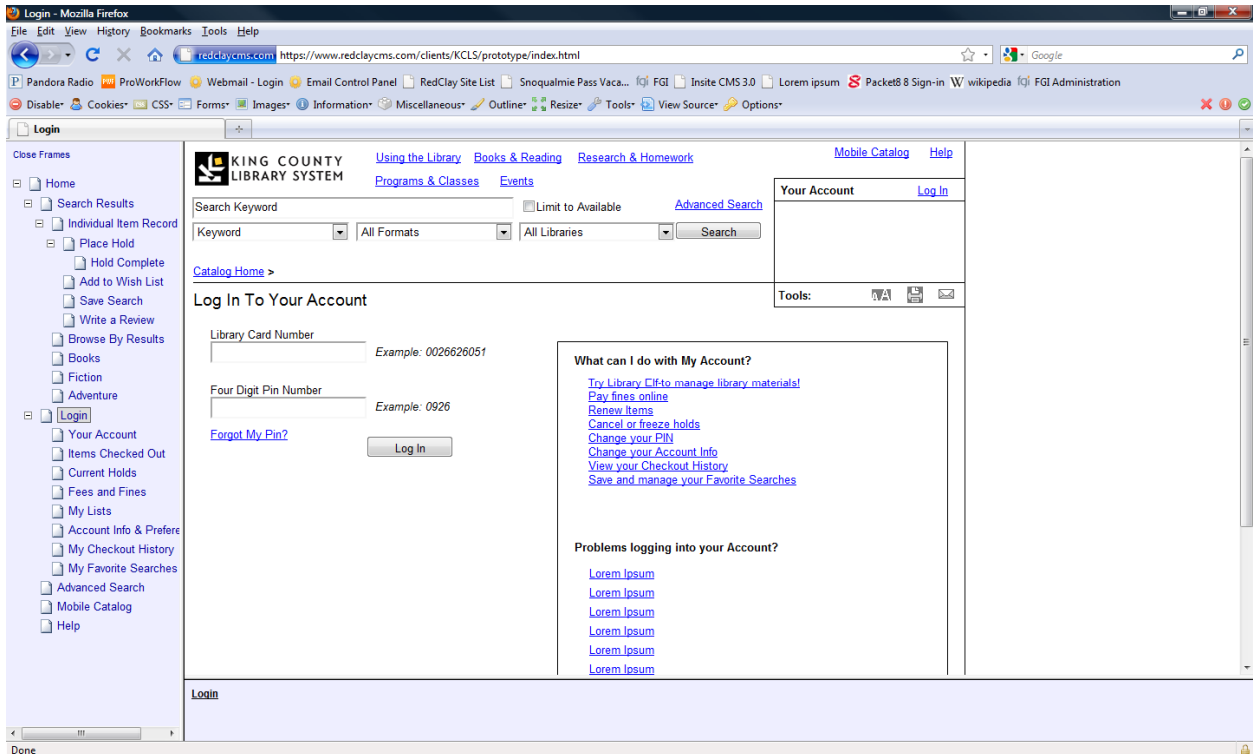 Login - Mozilla Firefox
File Edit View History Bookmarks Tools Help
redclaycms.com https://www.redclaycms.com/clients/KCLS/prototype/index.html Google
Pandora Radio ProWorkFlow Webmail - Login Email Control Panel RedClay Site List Snoqualmie Pass Vaca... FGI Insite CMS 3.0 Lorem ipsum Packet8 8 Sign-in wikipedia FGI Administration
Disable Cookies CSS Forms Images Information Miscellaneous Outline Resize Tools View Source Options
Login
Close Frames
Home
Search Results
Individual Item Record
Place Hold
Hold Complete
Add to Wish List
Save Search
Write a Review
Browse By Results
Books
Fiction
Adventure
Login
Your Account
Items Checked Out
Current Holds
Fees and Fines
My Lists
Account Info & Prefere
My Checkout History
My Favorite Searches
Advanced Search
Mobile Catalog
Help
KING COUNTY
LIBRARY SYSTEM
Using the Library Books & Reading Research & Homework
Programs & Classes Events
Mobile Catalog Help
Search Keyword Limit to Available Advanced Search
Keyword All Formats All Libraries Search
Your Account Log In
Tools: AA
Catalog Home >
Log In To Your Account
Library Card Number
Example: 0026626051
Four Digit Pin Number
Example: 0926
Forgot My Pin?
Log In
What can I do with My Account?
Try Library Elf-to manage library materials!
Pay fines online
Renew Items
Cancel or freeze holds
Change your PIN
Change your Account Info
View your Checkout History
Save and manage your Favorite Searches
Problems logging into your Account?
Lorem Ipsum
Lorem Ipsum
Lorem Ipsum
Lorem Ipsum
Lorem Ipsum
Lorem Ipsum
Login
Done